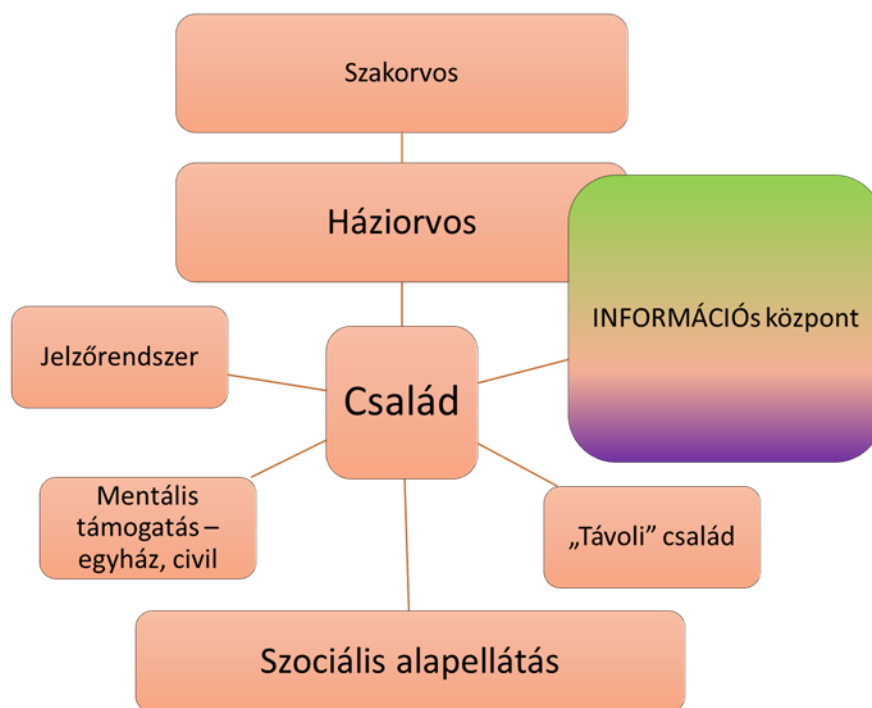 Szakorvos
Háziorvos
INFORMÁCIÓs központ
Jelzőrendszer
Család
Mentális
támogatás –
egyház, civil
„Távoli” család
Szociális alapellátás